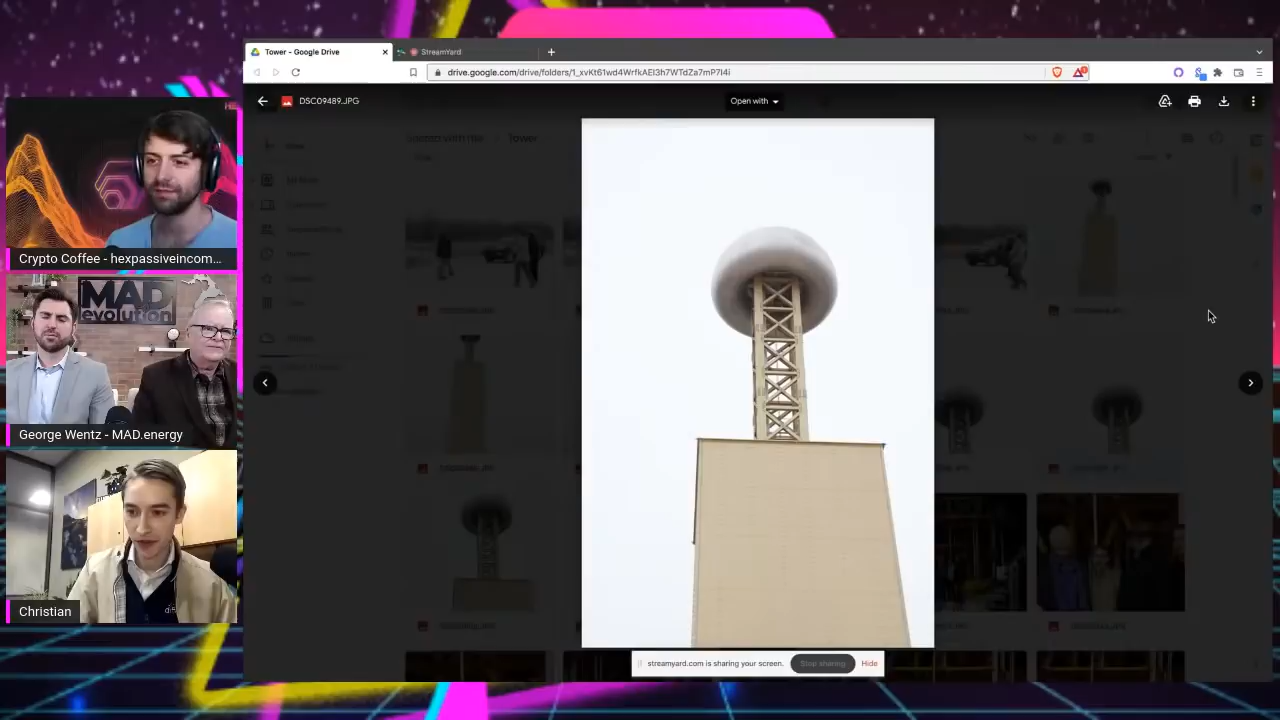 Tower - Google Drive
StreamYard
drive.google.com/drive/folders/1_xvKt61wd4WrfkAEI3h7WTdZa7mP7I4i
DSC09489.JPG
Open with
Tower
Crypto Coffee - hexpassiveincom...
MAD
evolution
George Wentz - MAD.energy
Christian
streamyard.com is sharing your screen.
Stop sharing
Hide